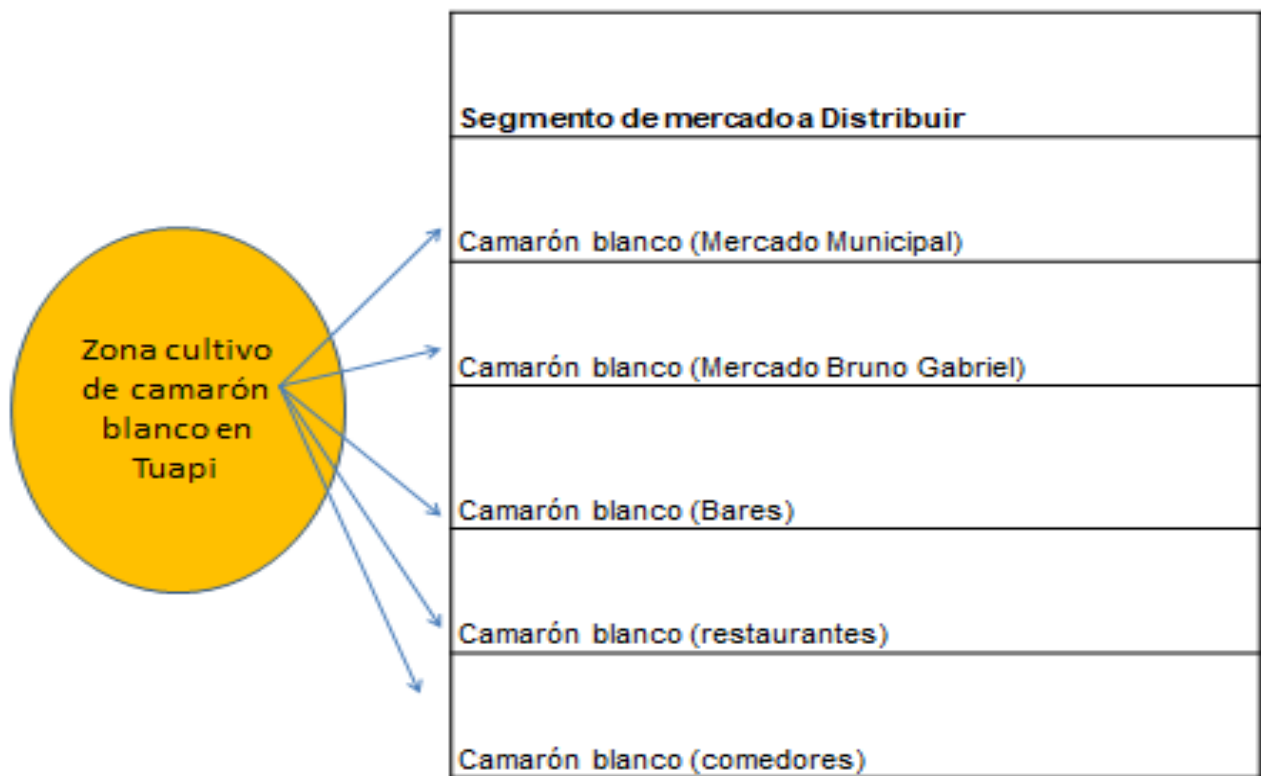 Segmento de mercado a Distribuir
Camarón blanco (Mercado Municipal)
Zona cultivo
de camarón
blanco en
Tuapi
Camarón blanco (Mercado Bruno Gabriel)
Camarón blanco (Bares)
Camarón blanco (restaurantes)
Camarón blanco (comedores)